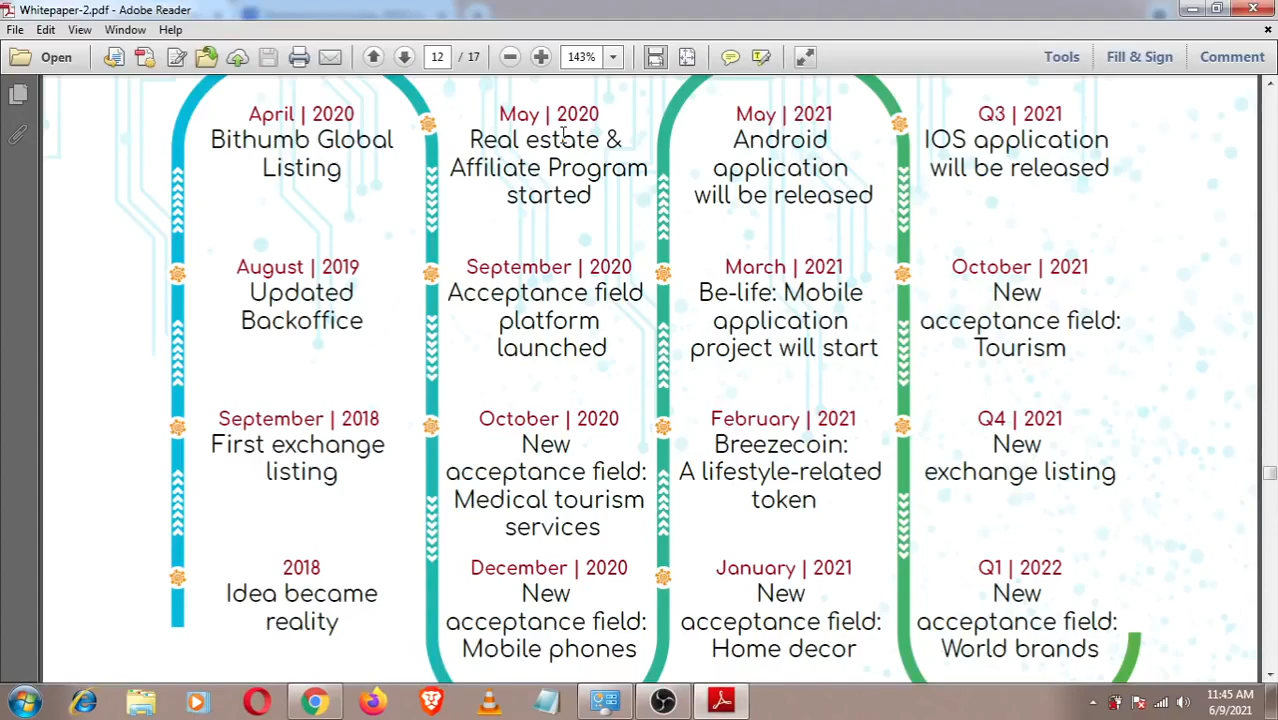 Whitepaper-2.pdf - Adobe Reader
File Edit View Window Help
Open 12 / 17 143% Tools Fill & Sign Comment
April | 2020
Bithumb Global
Listing
August | 2019
Updated
Backoffice
September | 2018
First exchange
listing
2018
Idea became
reality
May | 2020
Real estate &
Affiliate Program
started
September | 2020
Acceptance field
platform
launched
October | 2020
New
acceptance field:
Medical tourism
services
December | 2020
New
acceptance field:
Mobile phones
May | 2021
Android
application
will be released
March | 2021
Be-life: Mobile
application
project will start
February | 2021
Breezecoin:
A lifestyle-related
token
January | 2021
New
acceptance field:
Home decor
Q3 | 2021
IOS application
will be released
October | 2021
New
acceptance field:
Tourism
Q4 | 2021
New
exchange listing
Q1 | 2022
New
acceptance field:
World brands
11:45 AM
6/9/2021